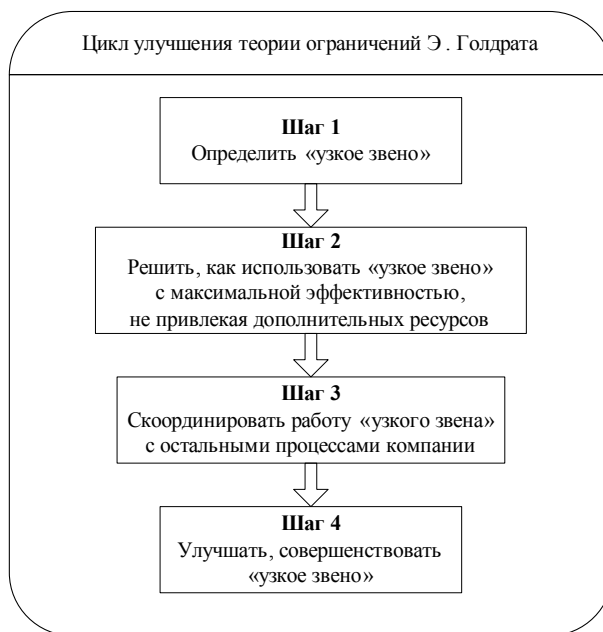 Цикл улучшения теории ограничений Э. Голдрата
Шаг 1
Определить «узкое звено»
Шаг 2
Решить, как использовать «узкое звено»
с максимальной эффективностью,
не привлекая дополнительных ресурсов
Шаг 3
Скоординировать работу «узкого звена»
с остальными процессами компании
Шаг 4
Улучшать, совершенствовать
«узкое звено»